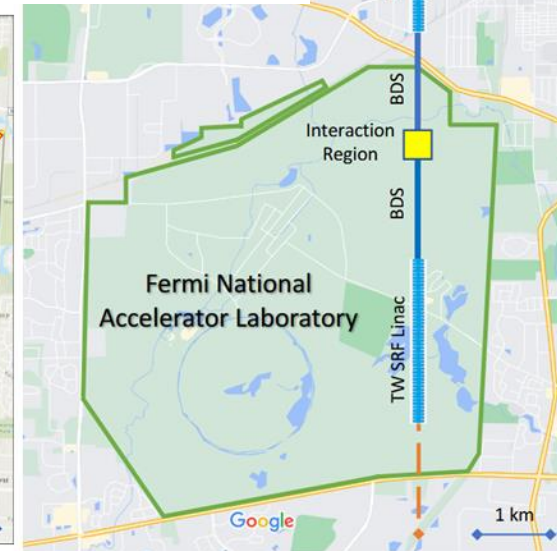 BDS
Interaction
Region
BDS
Fermi National
Accelerator Laboratory
TW SRF Linac
Google
1 km